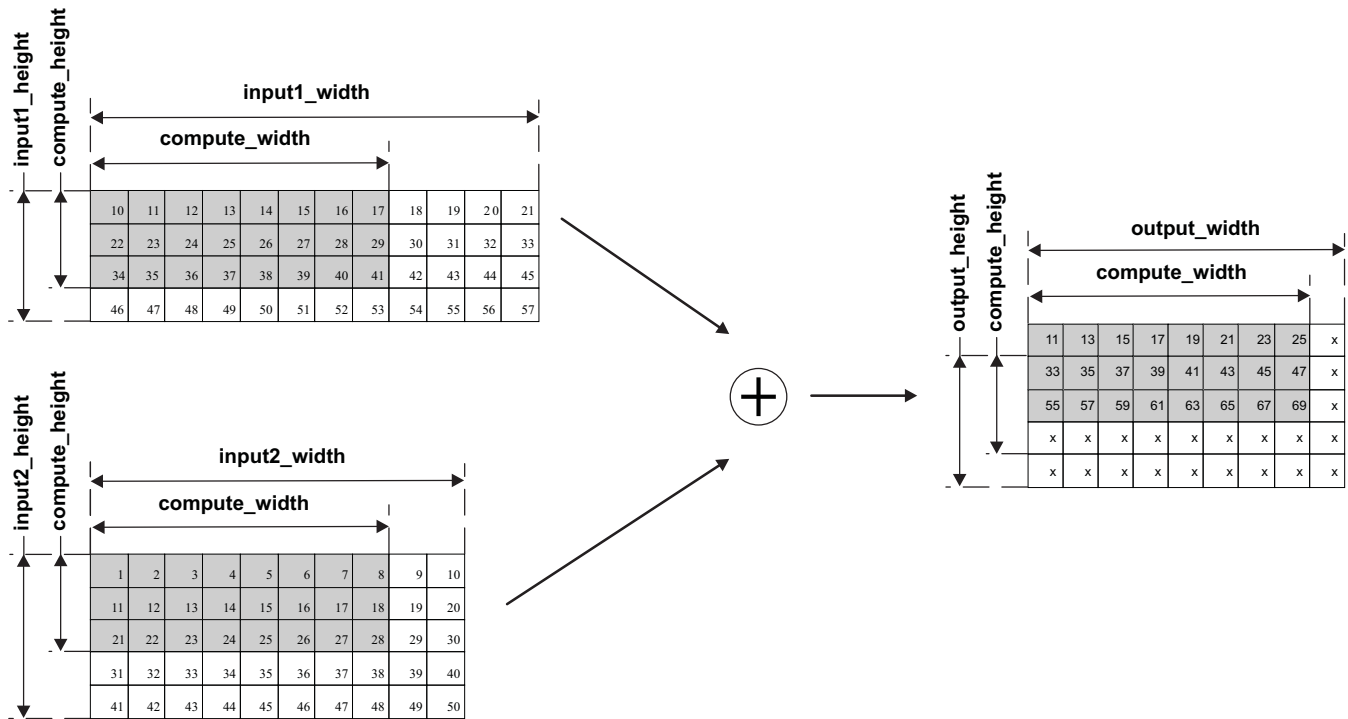 input1_height
compute_height
input1_width
compute_width
10 11 12 13 14 15 16 17 18 19 20 21
22 23 24 25 26 27 28 29 30 31 32 33
34 35 36 37 38 39 40 41 42 43 44 45
46 47 48 49 50 51 52 53 54 55 56 57
input2_height
compute_height
input2_width
compute_width
1 2 3 4 5 6 7 8 9 10
11 12 13 14 15 16 17 18 19 20
21 22 23 24 25 26 27 28 29 30
31 32 33 34 35 36 37 38 39 40
41 42 43 44 45 46 47 48 49 50
+
output_height
compute_height
output_width
compute_width
11 13 15 17 19 21 23 25 x
33 35 37 39 41 43 45 47 x
55 57 59 61 63 65 67 69 x
x x x x x x x x x
x x x x x x x x x